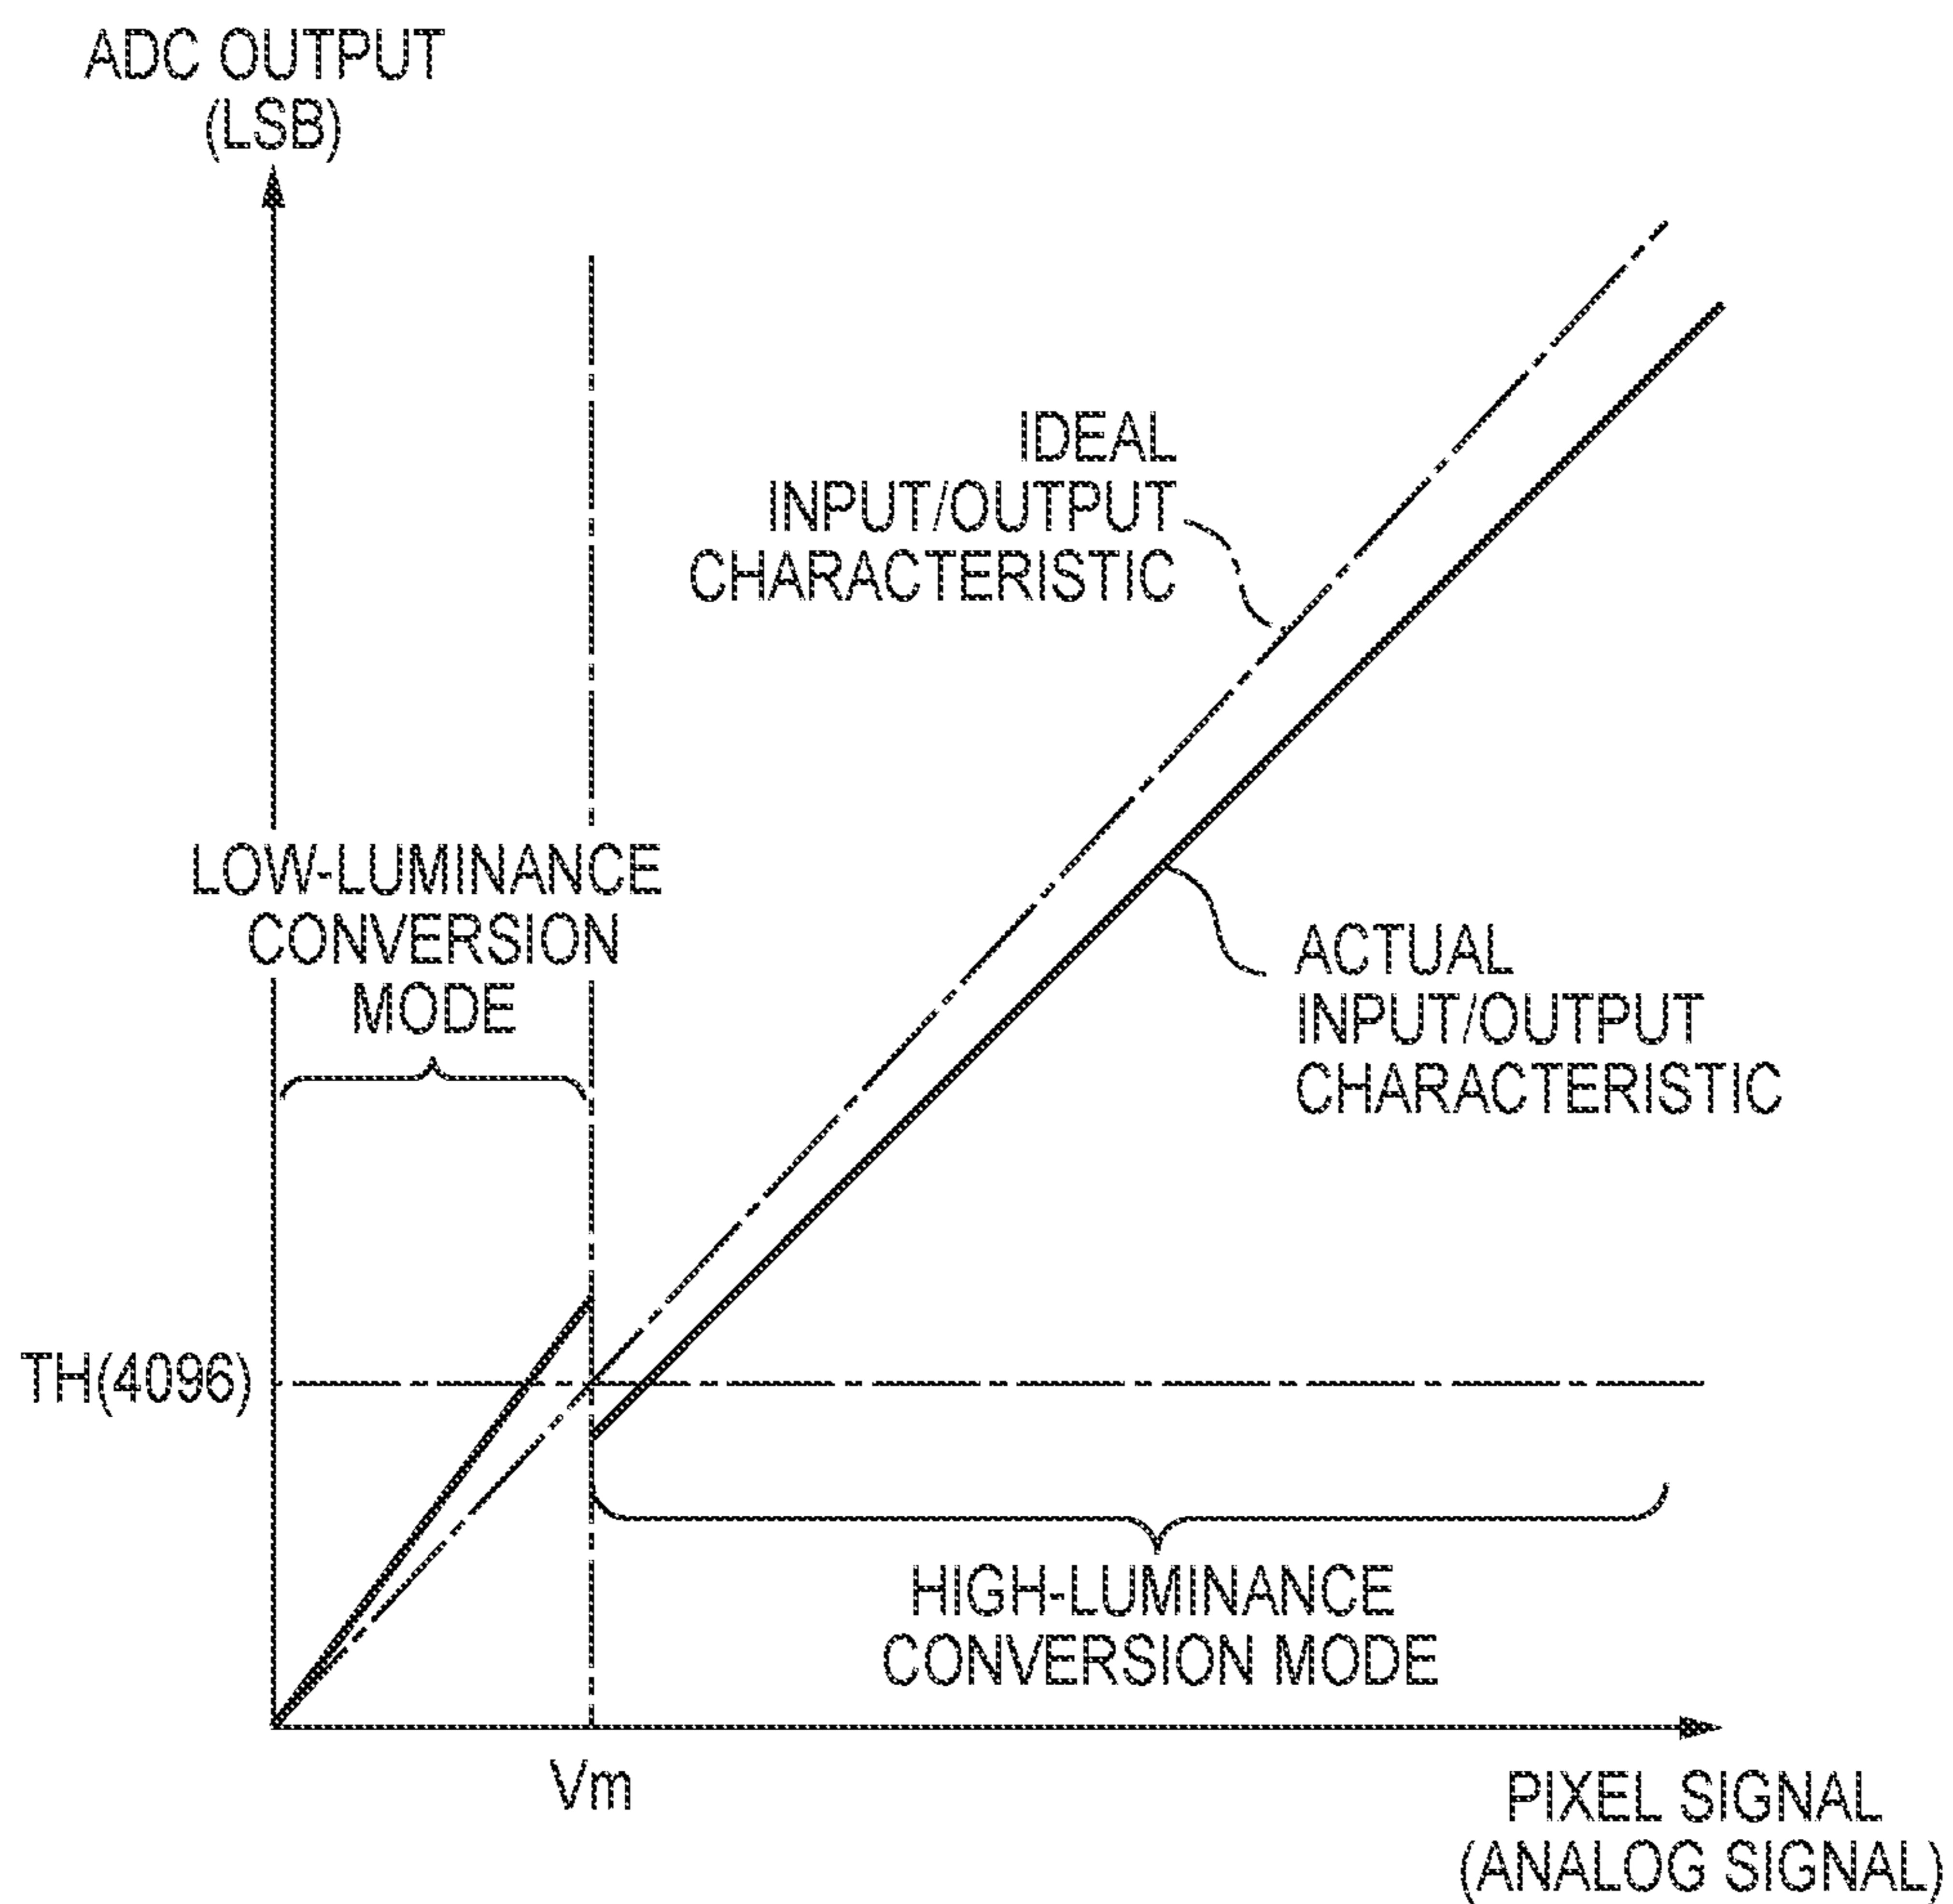 ADC OUTPUT
(LSB)
IDEAL
INPUT/OUTPUT
CHARACTERISTIC
LOW-LUMINANCE
CONVERSION
MODE
ACTUAL
INPUT/OUTPUT
CHARACTERISTIC
TH(4096)
HIGH-LUMINANCE
CONVERSION MODE
Vm
PIXEL SIGNAL
(ANALOG SIGNAL)